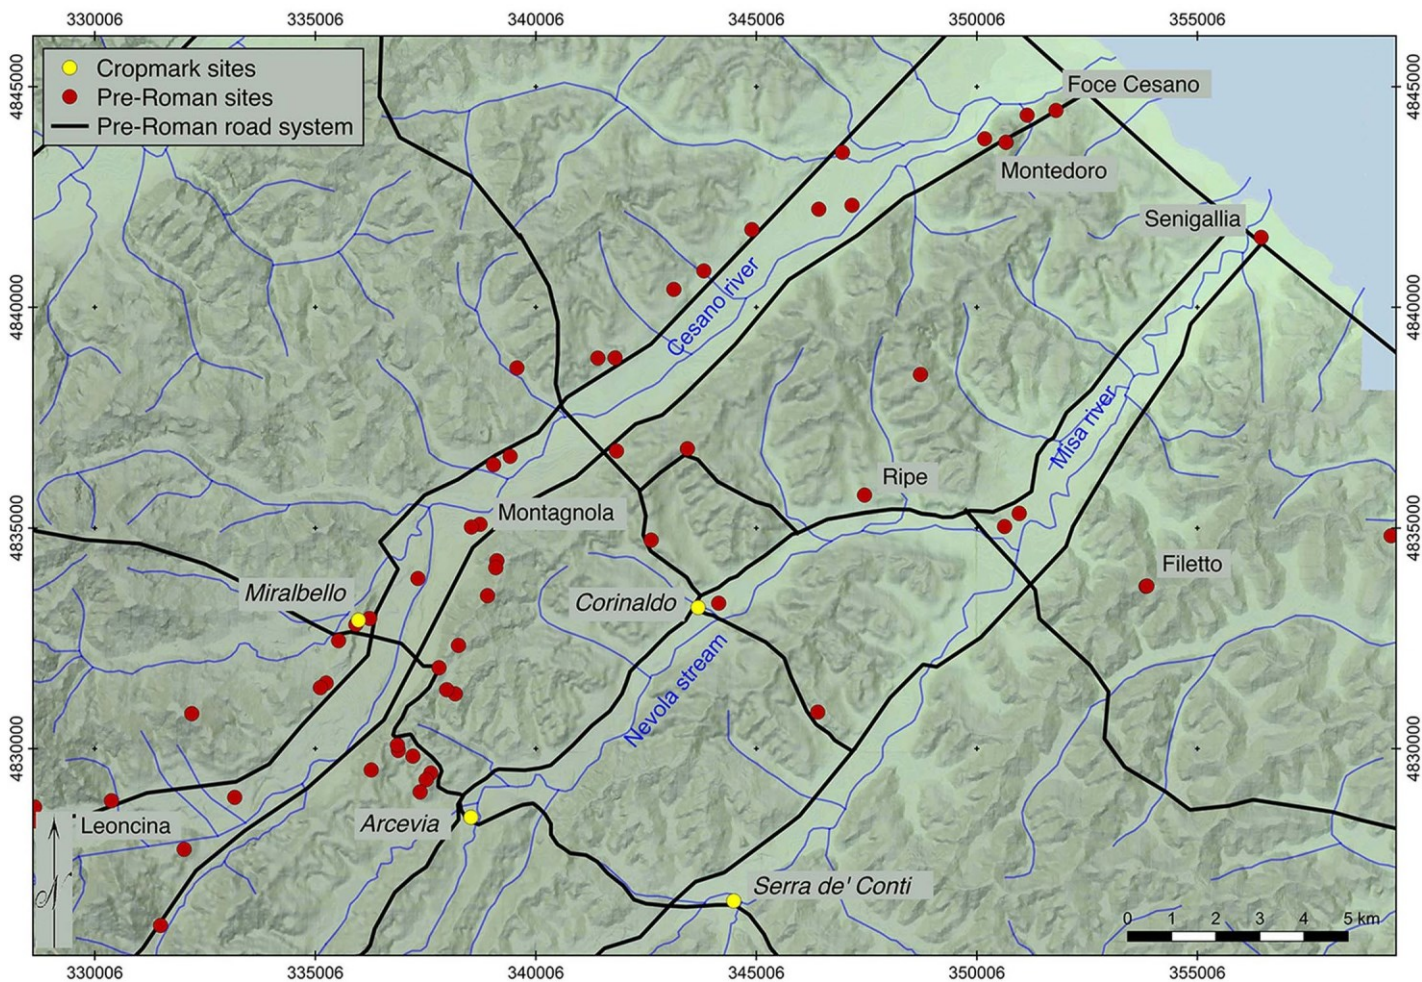 330006 335006 340006 345006 350006 355006
Cropmark sites
Pre-Roman sites
Pre-Roman road system
4845000
4845000
Foce Cesano
Montedoro
Senigallia
4840000
4840000
Cesano river
Misa river
Ripe
Montagnola
4835000
4835000
Filetto
Miralbello
Corinaldo
Nevola stream
4830000
4830000
Leoncina
Arcevia
Serra de' Conti
0 1 2 3 4 5 km
330006 335006 340006 345006 350006 355006